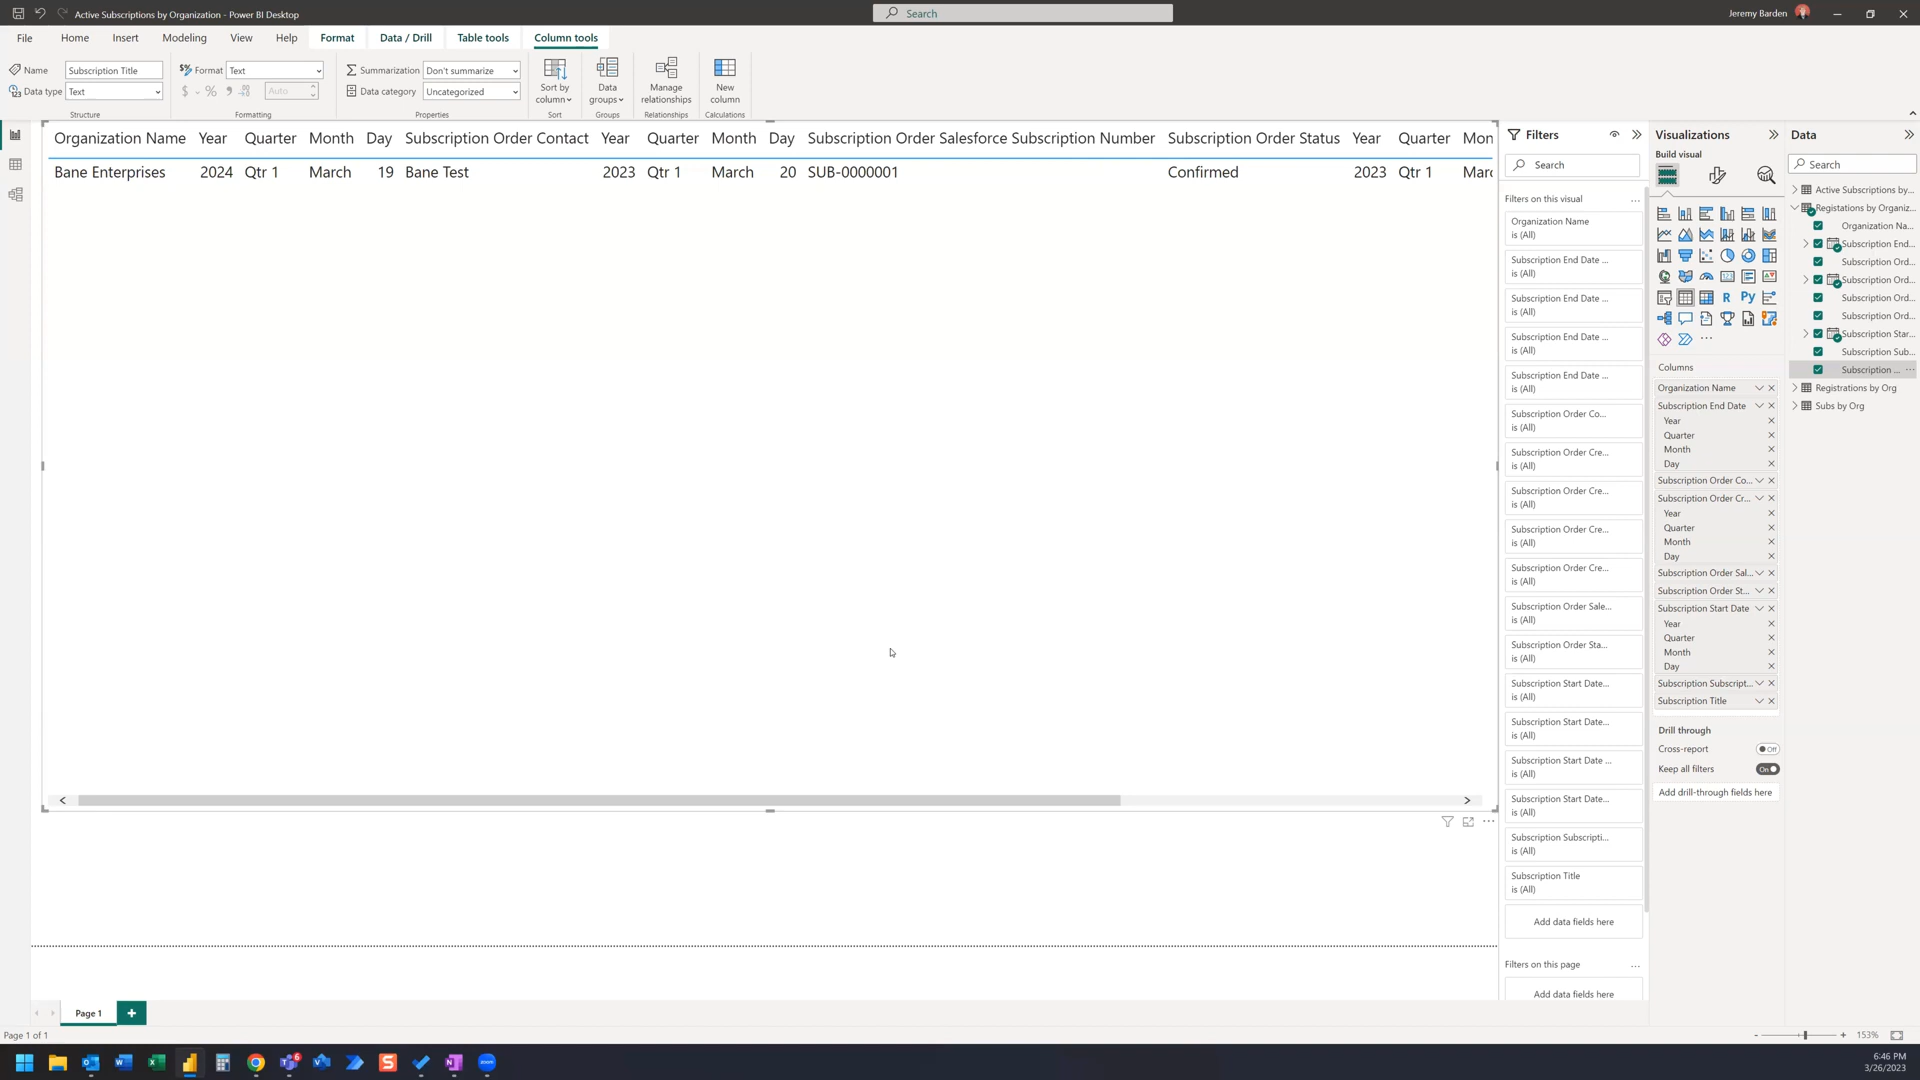 Active Subscriptions by Organization - Power BI Desktop
Search
Jeremy Barden
File Home Insert Modeling View Help Format Data / Drill Table tools Column tools
Name Subscription Title
Format Text
Summarization Don't summarize
Data type Text
$ % Auto
Data category Uncategorized
Sort by column
Data groups
Manage relationships
New column
Structure Formatting Properties Sort Groups Relationships Calculations
Organization Name Year Quarter Month Day Subscription Order Contact Year Quarter Month Day Subscription Order Salesforce Subscription Number Subscription Order Status Year Quarter Mon
Bane Enterprises 2024 Qtr 1 March 19 Bane Test 2023 Qtr 1 March 20 SUB-0000001 Confirmed 2023 Qtr 1 Marc
Filters
Search
Filters on this visual ...
Organization Name
is (All)
Subscription End Date ...
is (All)
Subscription End Date ...
is (All)
Subscription End Date ...
is (All)
Subscription End Date ...
is (All)
Subscription Order Co...
is (All)
Subscription Order Cre...
is (All)
Subscription Order Cre...
is (All)
Subscription Order Cre...
is (All)
Subscription Order Cre...
is (All)
Subscription Order Sale...
is (All)
Subscription Order Sta...
is (All)
Subscription Start Date...
is (All)
Subscription Start Date...
is (All)
Subscription Start Date ...
is (All)
Subscription Start Date...
is (All)
Subscription Subscripti...
is (All)
Subscription Title
is (All)
Add data fields here
Filters on this page ...
Add data fields here
Visualizations
Build visual
R Py
...
Columns
Organization Name
Subscription End Date
Year
Quarter
Month
Day
Subscription Order Co...
Subscription Order Cr...
Year
Quarter
Month
Day
Subscription Order Sal...
Subscription Order St...
Subscription Start Date
Year
Quarter
Month
Day
Subscription Subscript...
Subscription Title
Drill through
Cross-report Off
Keep all filters On
Add drill-through fields here
Data
Search
Active Subscriptions by...
Registations by Organiz...
Organization Na...
Subscription End...
Subscription Ord...
Subscription Ord...
Subscription Ord...
Subscription Ord...
Subscription Star...
Subscription Sub...
Subscription ... ...
Registrations by Org
Subs by Org
Page 1
Page 1 of 1
- + 153%
6
zoom
6:46 PM
3/26/2023